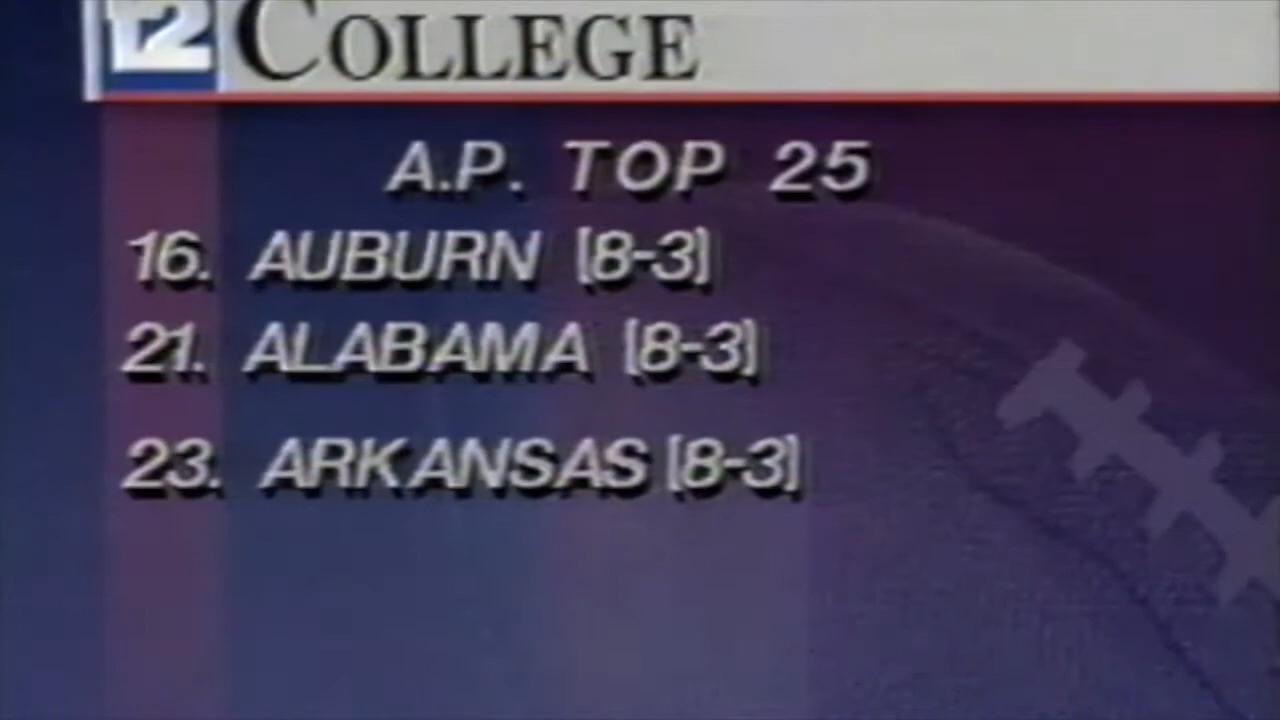 12 COLLEGE
A.P. TOP 25
16. AUBURN (8-3)
21. ALABAMA (8-3)
23. ARKANSAS (8-3)